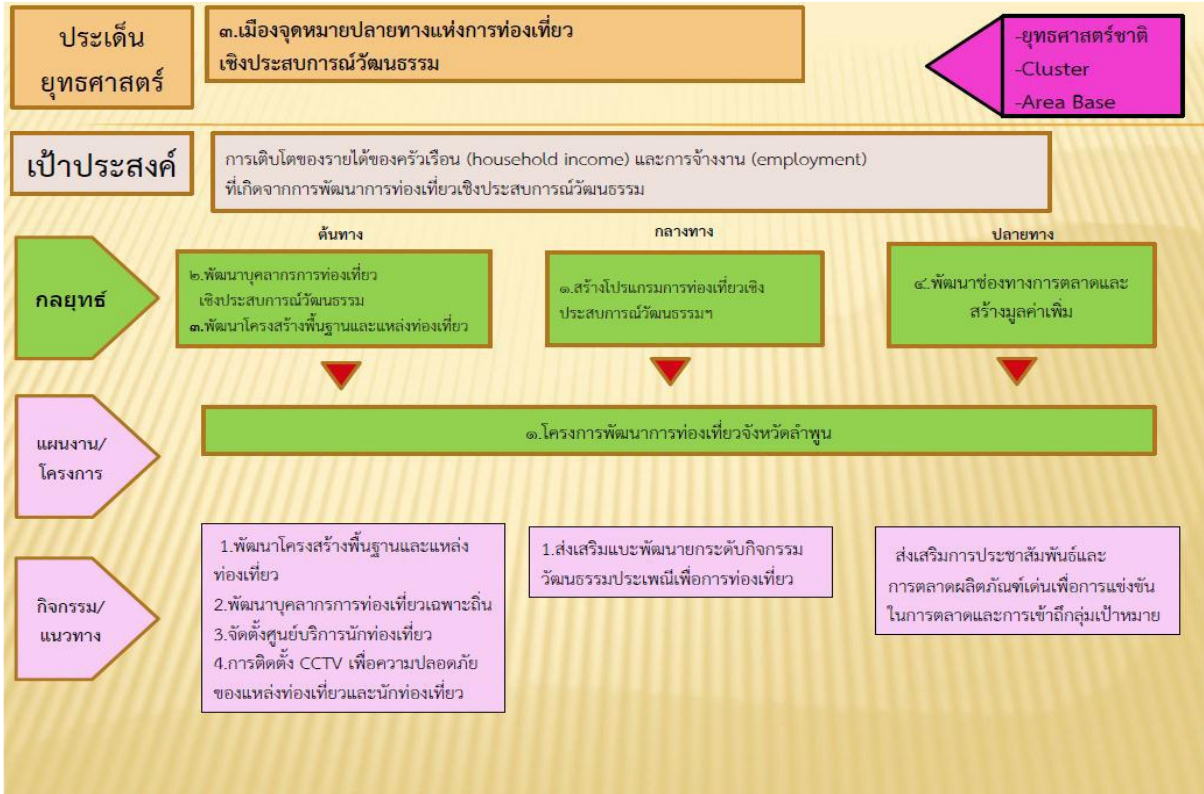 ประเด็น
ยุทธศาสตร์
๓.เมืองจุดหมายปลายทางแห่งการท่องเที่ยว
เชิงประสบการณ์วัฒนธรรม
-ยุทธศาสตร์ชาติ
-Cluster
-Area Base
เป้าประสงค์
การเติบโตของรายได้ของครัวเรือน (household income) และการจ้างงาน (employment)
ที่เกิดจากการพัฒนาการท่องเที่ยวเชิงประสบการณ์วัฒนธรรม
ต้นทาง
กลางทาง
ปลายทาง
กลยุทธ์
๒.พัฒนาบุคลากรการท่องเที่ยว
เชิงประสบการณ์วัฒนธรรม
๓.พัฒนาโครงสร้างพื้นฐานและแหล่งท่องเที่ยว
๑.สร้างโปรแกรมการท่องเที่ยวเชิง
ประสบการณ์วัฒนธรรมฯ
๔.พัฒนาช่องทางการตลาดและ
สร้างมูลค่าเพิ่ม
แผนงาน/
โครงการ
๑.โครงการพัฒนาการท่องเที่ยวจังหวัดลำพูน
กิจกรรม/
แนวทาง
1.พัฒนาโครงสร้างพื้นฐานและแหล่ง
ท่องเที่ยว
2.พัฒนาบุคลากรการท่องเที่ยวเฉพาะถิ่น
3.จัดตั้งศูนย์บริการนักท่องเที่ยว
4.การติดตั้ง CCTV เพื่อความปลอดภัย
ของแหล่งท่องเที่ยวและนักท่องเที่ยว
1.ส่งเสริมแบะพัฒนายกระดับกิจกรรม
วัฒนธรรมประเพณีเพื่อการท่องเที่ยว
ส่งเสริมการประชาสัมพันธ์และ
การตลาดผลิตภัณฑ์เด่นเพื่อการแข่งขัน
ในการตลาดและการเข้าถึกลุ่มเป้าหมาย